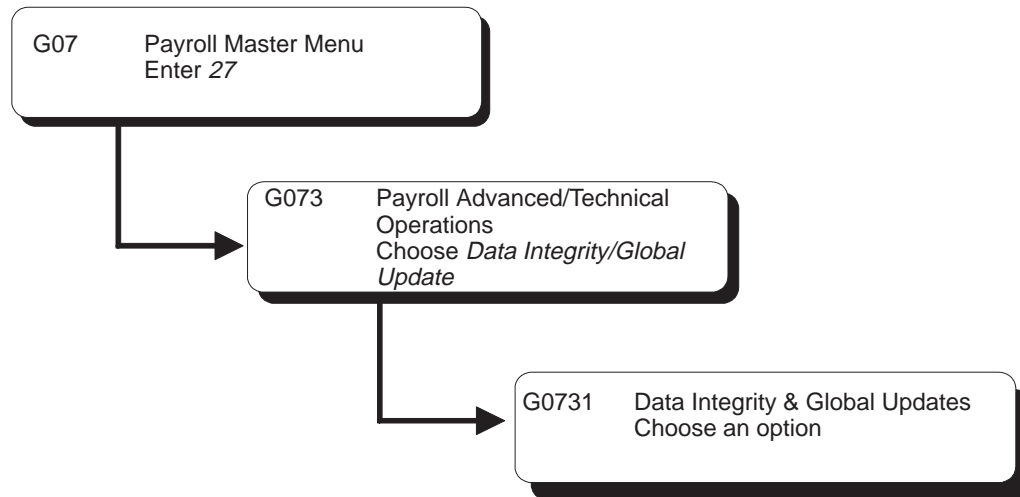 G07 Payroll Master Menu
Enter 27
G073 Payroll Advanced/Technical
Operations
Choose Data Integrity/Global
Update
G0731 Data Integrity & Global Updates
Choose an option